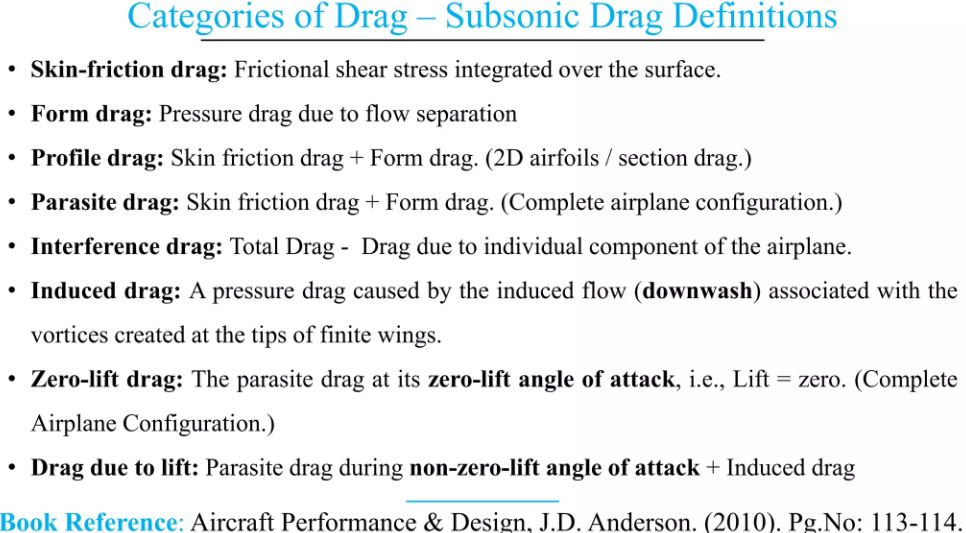 Categories of Drag – Subsonic Drag Definitions
• Skin-friction drag: Frictional shear stress integrated over the surface.
• Form drag: Pressure drag due to flow separation
• Profile drag: Skin friction drag + Form drag. (2D airfoils / section drag.)
• Parasite drag: Skin friction drag + Form drag. (Complete airplane configuration.)
• Interference drag: Total Drag - Drag due to individual component of the airplane.
• Induced drag: A pressure drag caused by the induced flow (downwash) associated with the
vortices created at the tips of finite wings.
• Zero-lift drag: The parasite drag at its zero-lift angle of attack, i.e., Lift = zero. (Complete
Airplane Configuration.)
• Drag due to lift: Parasite drag during non-zero-lift angle of attack + Induced drag
Book Reference: Aircraft Performance & Design, J.D. Anderson. (2010). Pg.No: 113-114.